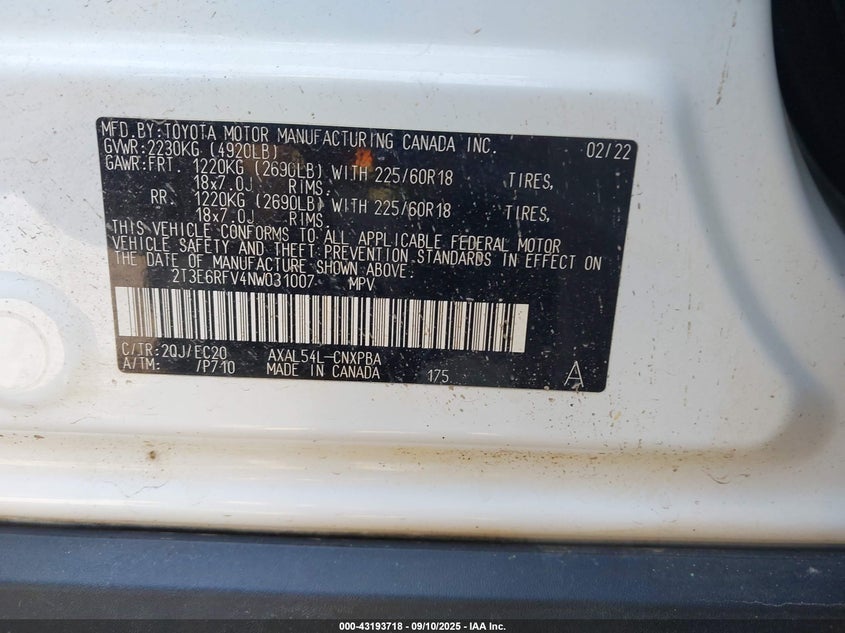 MFD.BY:TOYOTA MOTOR MANUFACTURING CANADA INC. 02/22
GVWR:2230KG (4920LB)
GAWR:FRT. 1220KG (2690LB) WITH 225/60R18 TIRES,
18x7.0J RIMS.
RR. 1220KG (2690LB) WITH 225/60R18 TIRES,
18x7.0J RIMS.
THIS VEHICLE CONFORMS TO ALL APPLICABLE FEDERAL MOTOR
VEHICLE SAFETY AND THEFT PREVENTION STANDARDS IN EFFECT ON
THE DATE OF MANUFACTURE SHOWN ABOVE.
2T3E6RFV4NW031007 MPV
C/TR:2QJ/EC20 AXAL54L-CNXPBA
A/TM: /P710 MADE IN CANADA 175 A
000-43193718 - 09/10/2025 - IAA Inc.